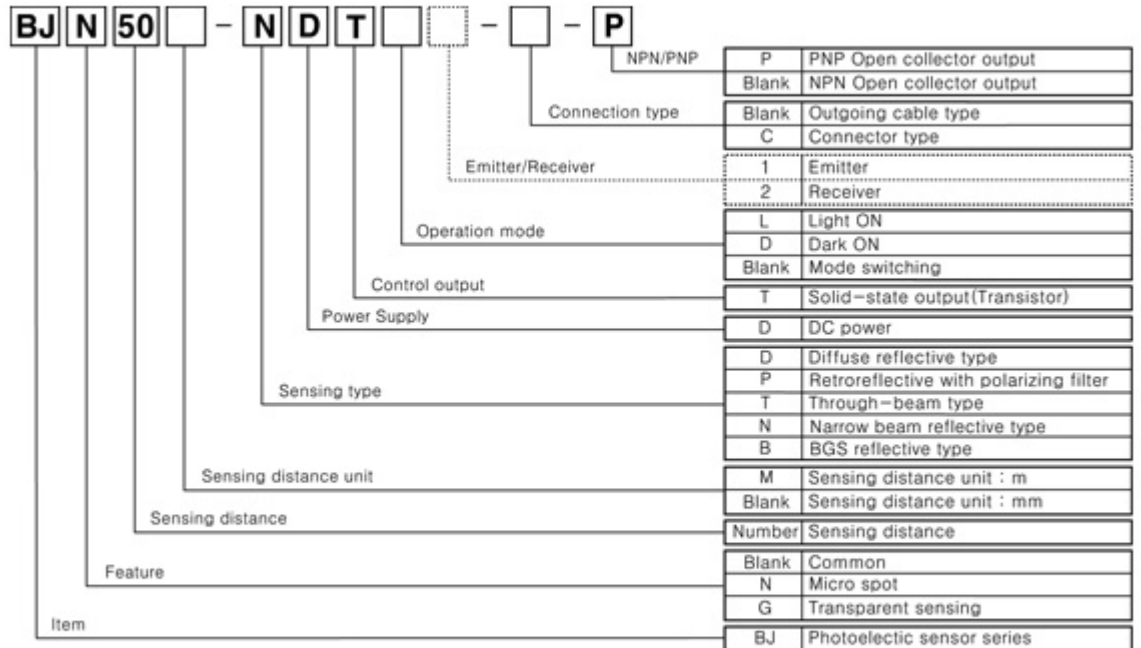 BJ N 50 - N D T - - P
NPN/PNP
P PNP Open collector output
Blank NPN Open collector output
Connection type
Blank Outgoing cable type
C Connector type
Emitter/Receiver
1 Emitter
2 Receiver
Operation mode
L Light ON
D Dark ON
Blank Mode switching
Control output
T Solid-state output(Transistor)
Power Supply
D DC power
Sensing type
D Diffuse reflective type
P Retroreflective with polarizing filter
T Through-beam type
N Narrow beam reflective type
B BGS reflective type
Sensing distance unit
M Sensing distance unit : m
Blank Sensing distance unit : mm
Sensing distance
Number Sensing distance
Feature
Blank Common
N Micro spot
G Transparent sensing
Item
BJ Photoelectic sensor series